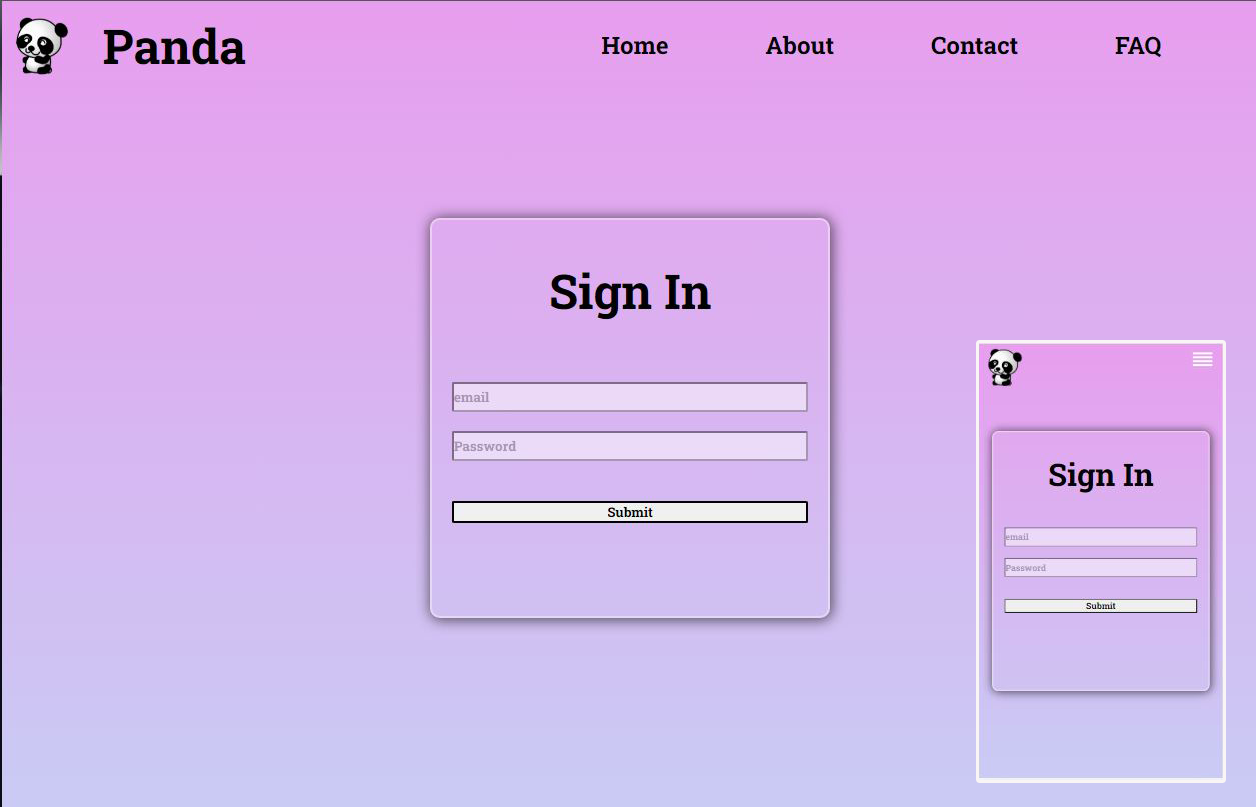 Panda
Home About Contact FAQ
Sign In
email
Password
Submit
Sign In
email
Password
Submit